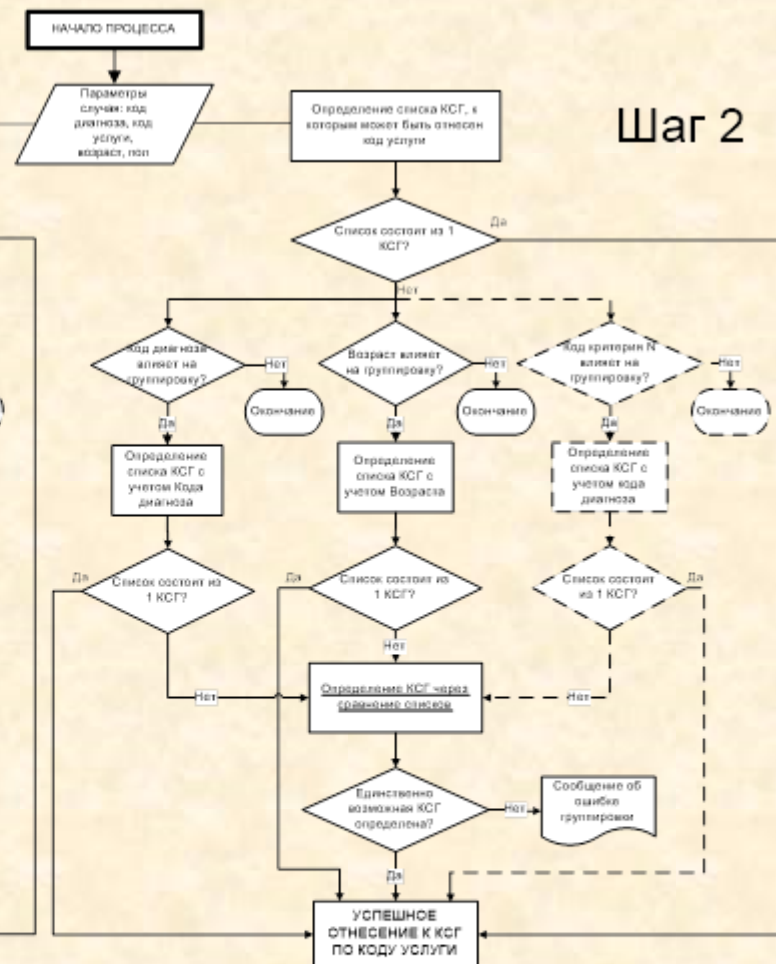 НАЧАЛО ПРОЦЕССА
Параметры
случая: код
диагноза, код
услуги,
возраст, пол
Определение списка КСГ, к
которым может быть отнесен
код услуги
Шаг 2
Список состоит из 1
КСГ?
Да
Нет
Код диагноза
влияет на
группировку?
Нет
Окончание
Да
Возраст влияет
на группировку?
Нет
Окончание
Да
Код критерия N
влияет на
группировку?
Нет
Окончание
Да
Определение
списка КСГ с
учетом Кода
диагноза
Определение
списка КСГ с
учетом Возраста
Определение
списка КСГ с
учетом кода
диагноза
Да
Список состоит из
1 КСГ?
Да
Список состоит из
1 КСГ?
Список состоит
из 1 КСГ?
Да
Нет
Нет
Определение КСГ через
сравнение списков
Нет
Единственно
возможная КСГ
определена?
Нет
Сообщение об
ошибке
группировки
Да
УСПЕШНОЕ
ОТНЕСЕНИЕ К КСГ
ПО КОДУ УСЛУГИ